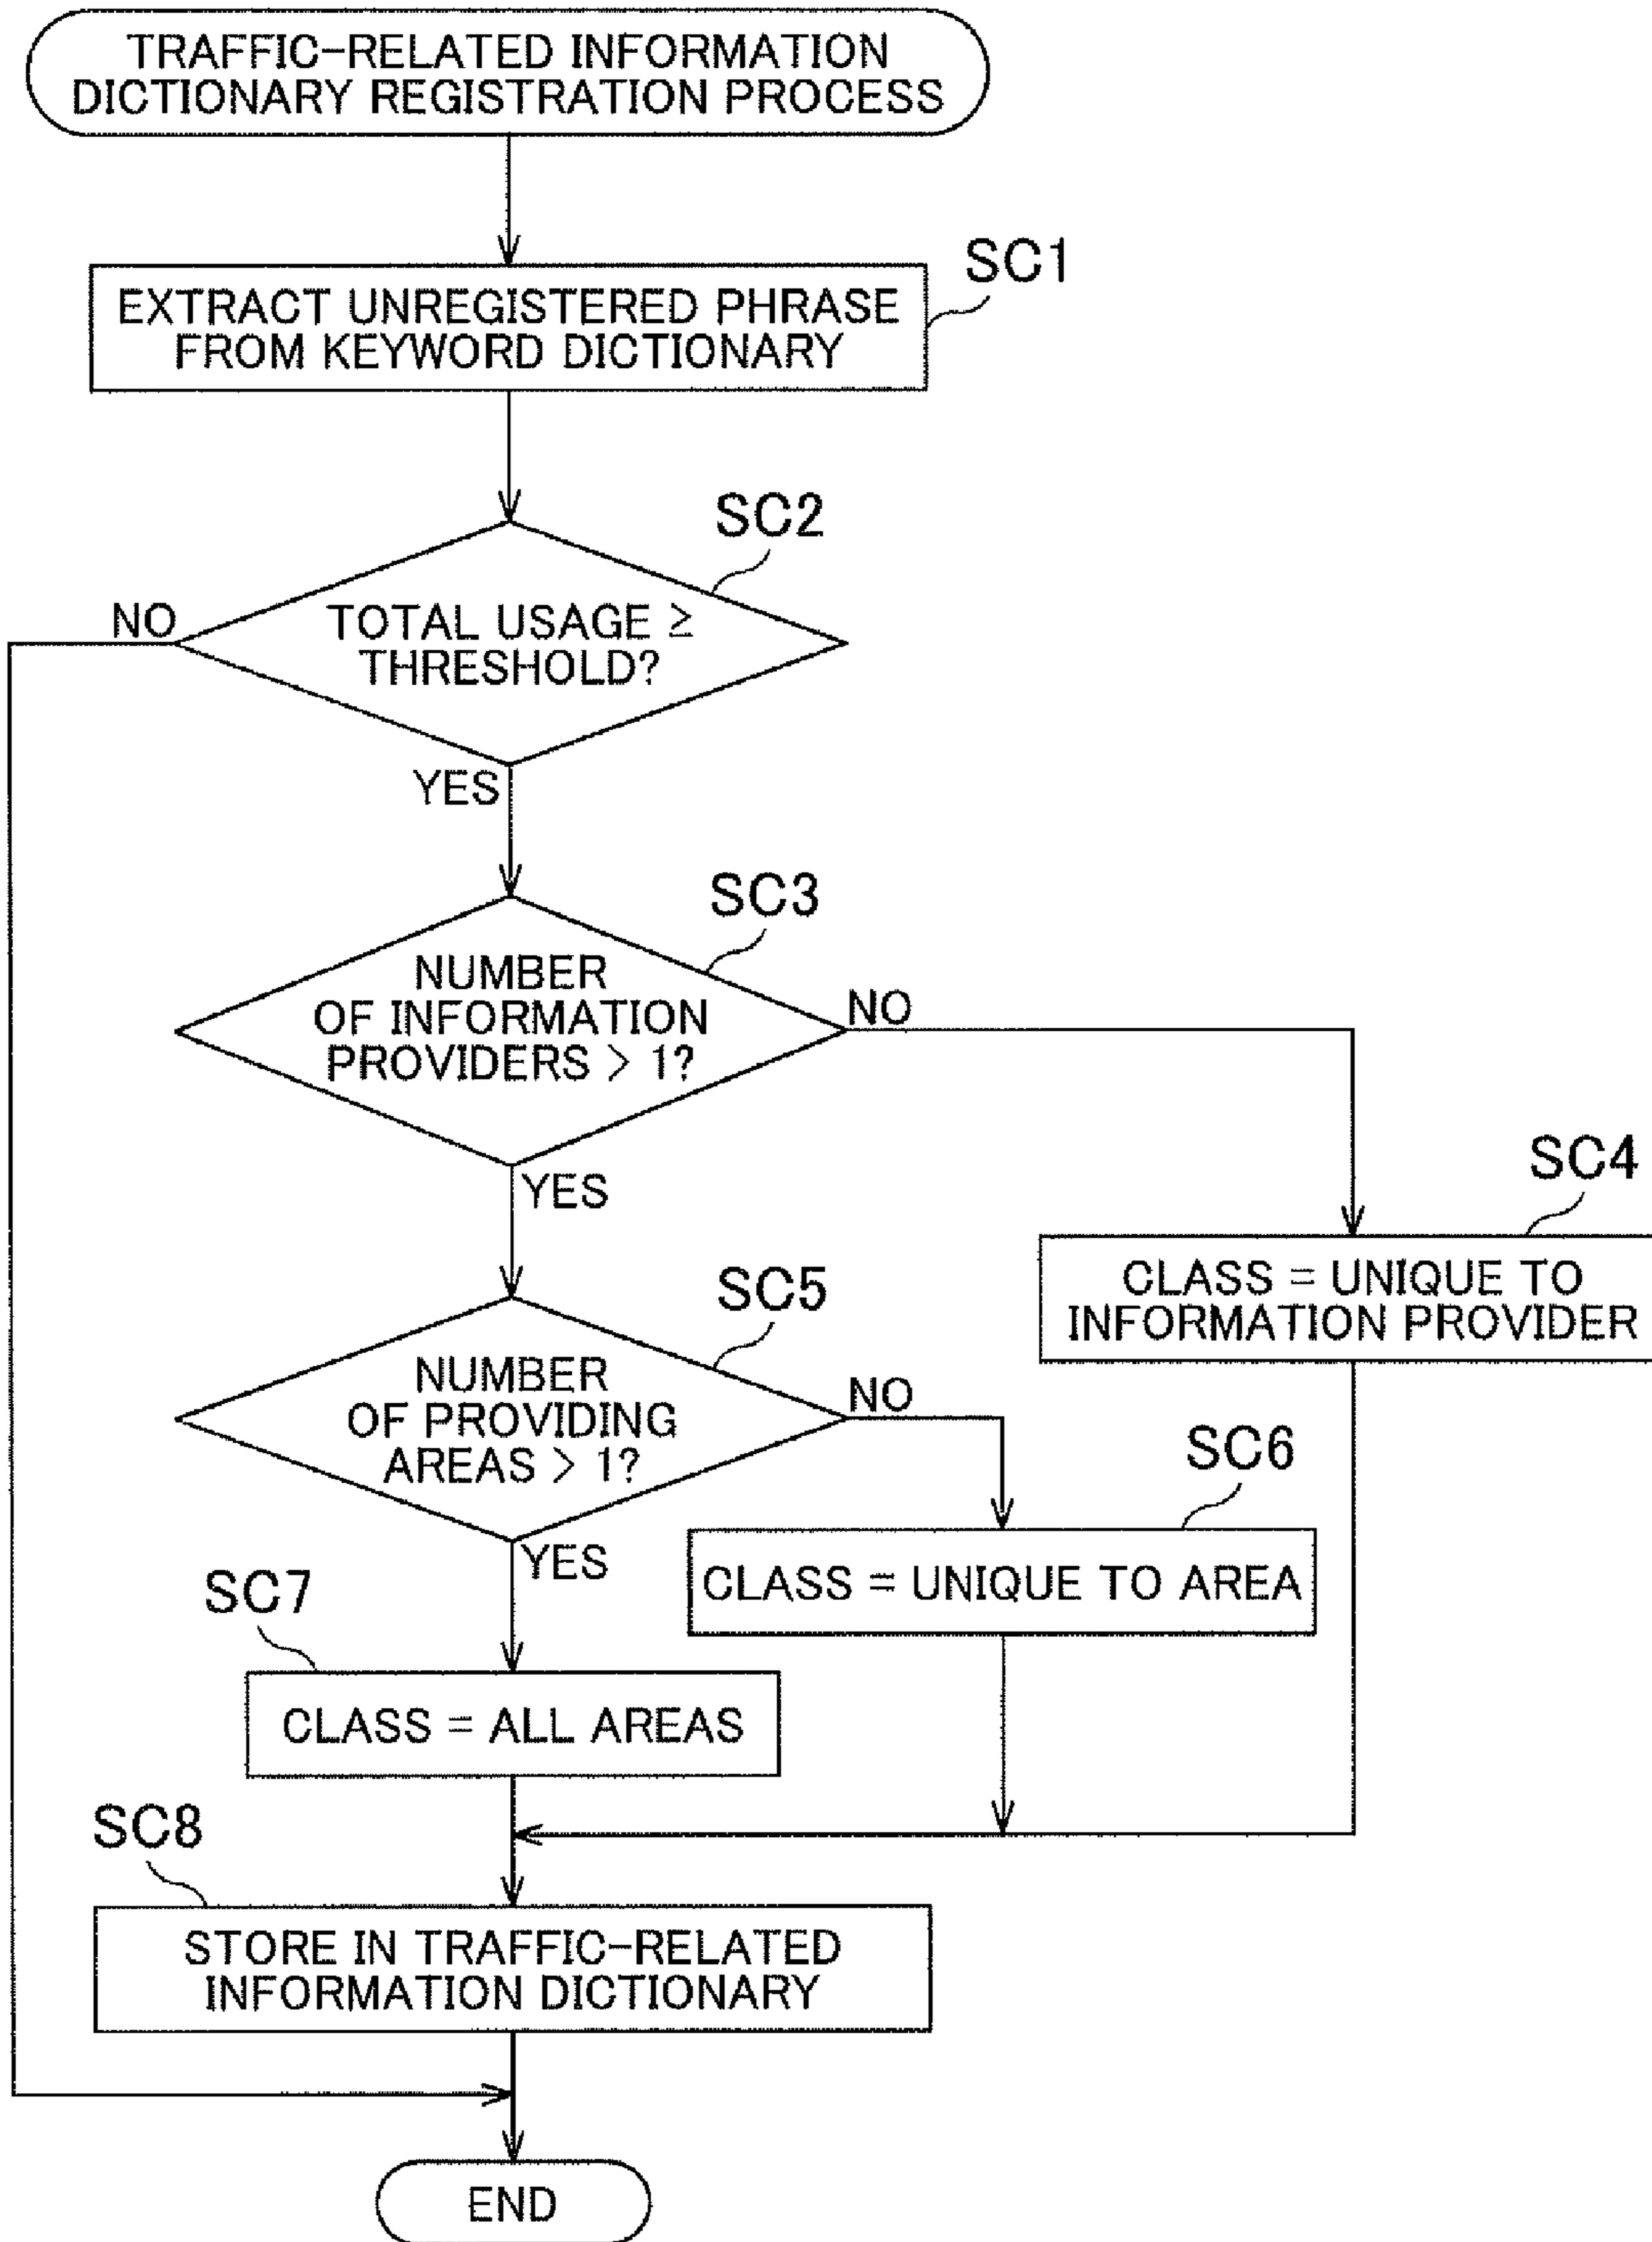 TRAFFIC-RELATED INFORMATION
DICTIONARY REGISTRATION PROCESS
SC1
EXTRACT UNREGISTERED PHRASE
FROM KEYWORD DICTIONARY
SC2
NO
TOTAL USAGE ≥
THRESHOLD?
YES
SC3
NUMBER
OF INFORMATION
PROVIDERS > 1?
NO
YES
SC4
CLASS = UNIQUE TO
INFORMATION PROVIDER
SC5
NUMBER
OF PROVIDING
AREAS > 1?
NO
YES
SC6
CLASS = UNIQUE TO AREA
SC7
CLASS = ALL AREAS
SC8
STORE IN TRAFFIC-RELATED
INFORMATION DICTIONARY
END